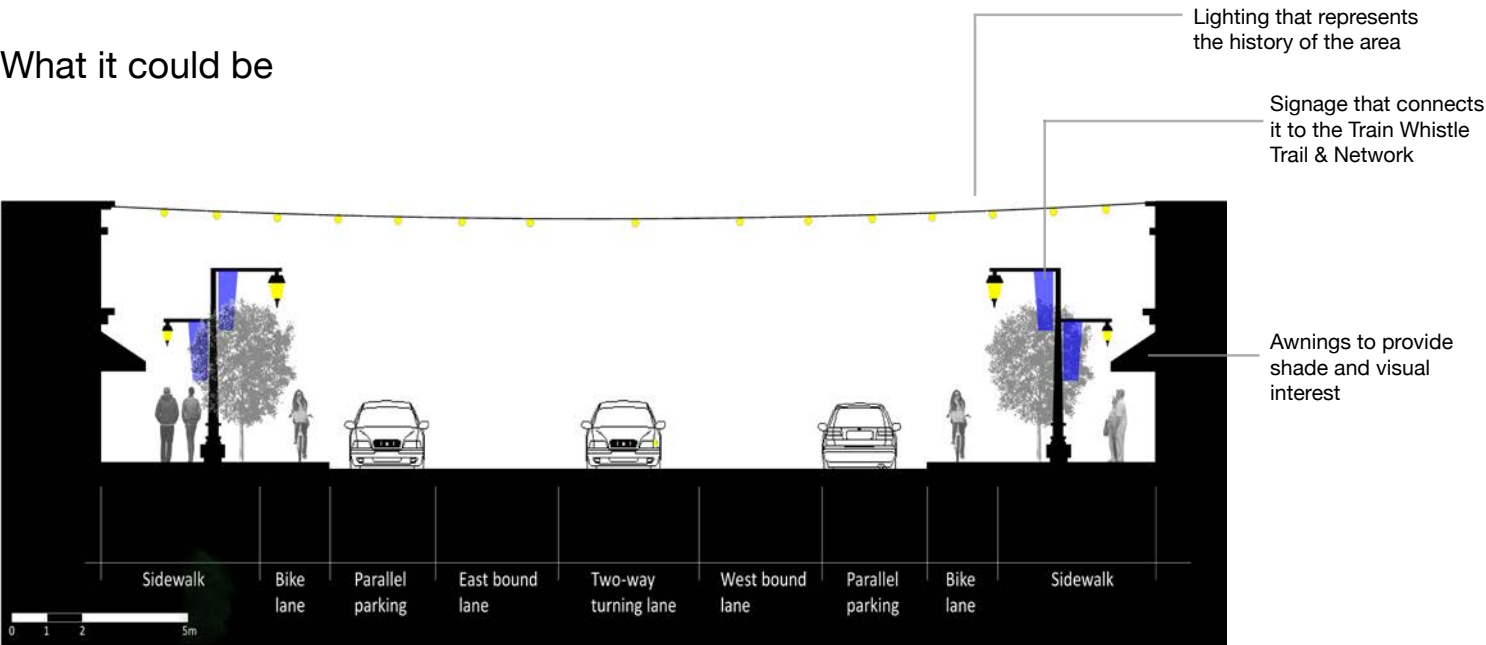 What it could be
Lighting that represents
the history of the area
Signage that connects
it to the Train Whistle
Trail & Network
Awnings to provide
shade and visual
interest
Sidewalk
Bike
lane
Parallel
parking
East bound
lane
Two-way
turning lane
West bound
lane
Parallel
parking
Bike
lane
Sidewalk
0 1 2 5m